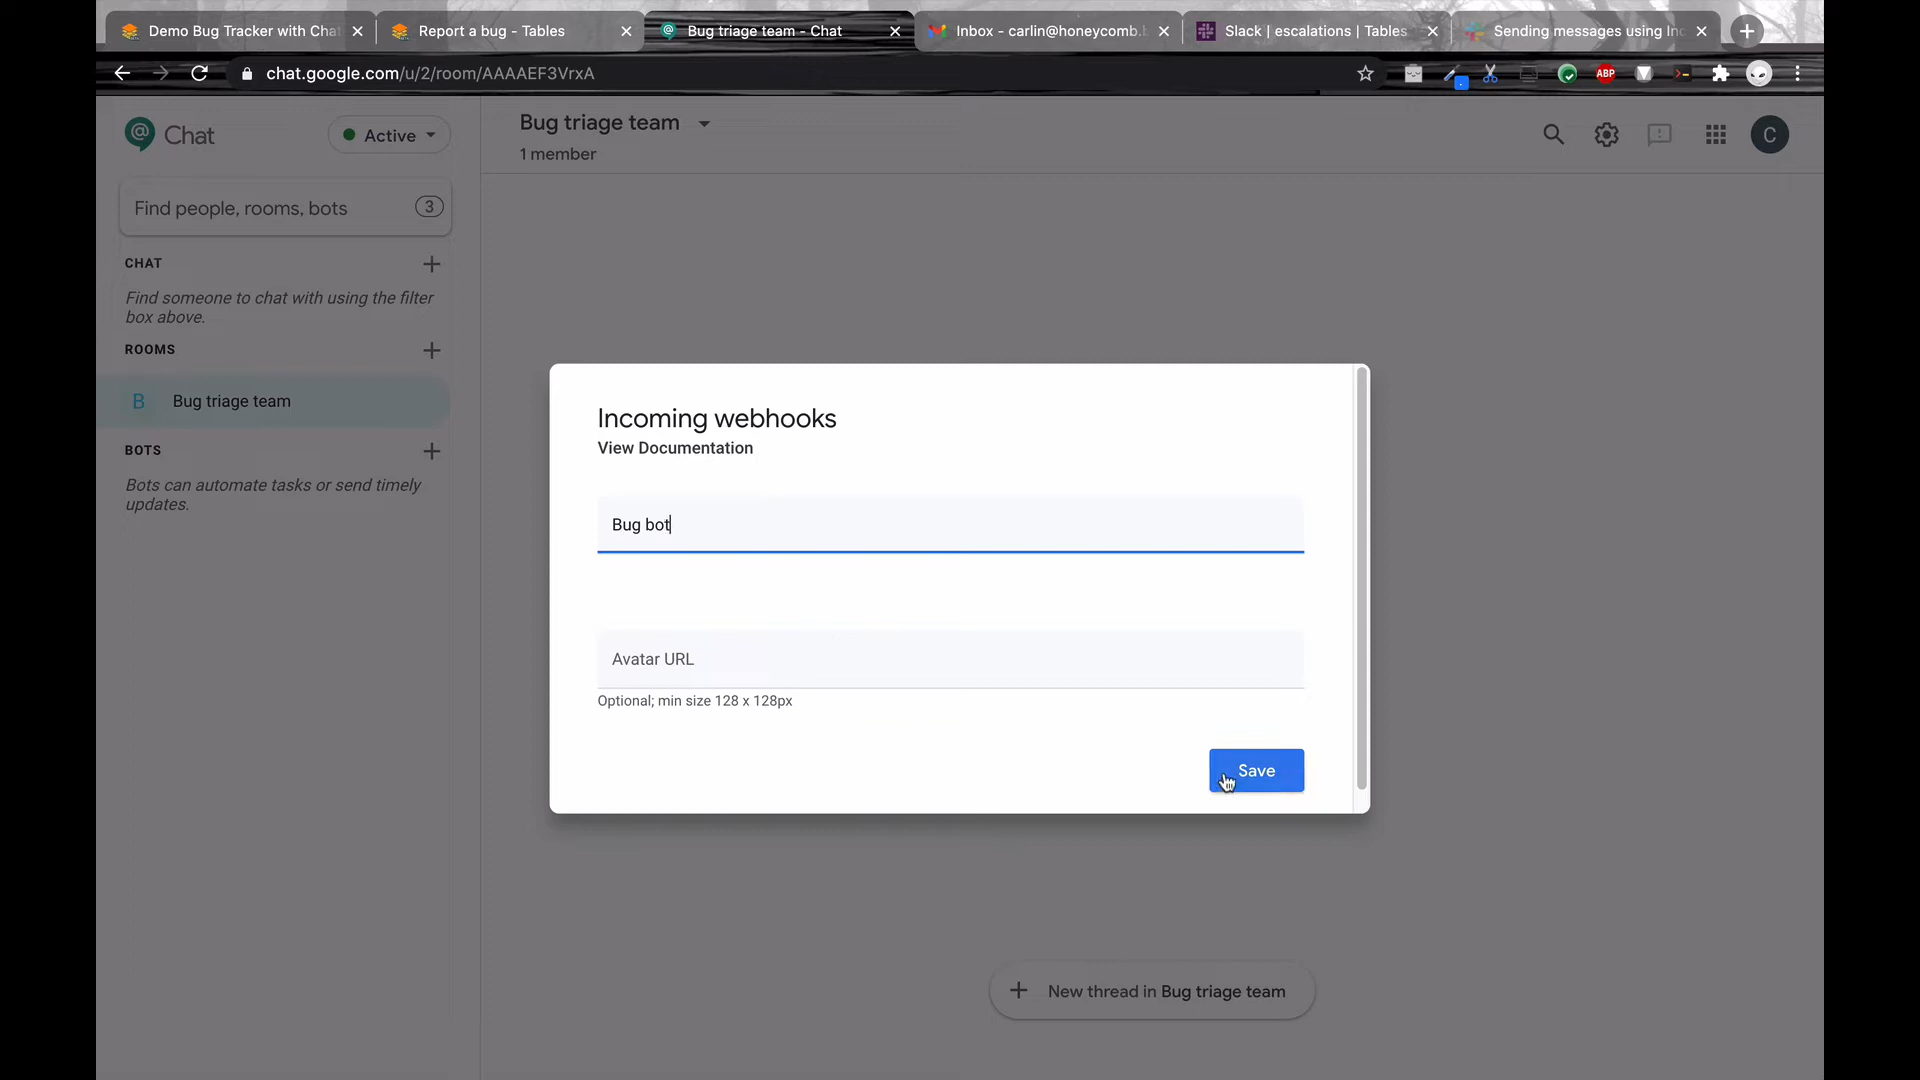 Demo Bug Tracker with Chat
Report a bug - Tables
Bug triage team - Chat
Inbox - carlin@honeycomb.b
Slack | escalations | Tables
Sending messages using Inc
chat.google.com/u/2/room/AAAAEF3VrxA
ABP
Chat
Active
Bug triage team
1 member
C
Find people, rooms, bots
3
CHAT
Find someone to chat with using the filter
box above.
ROOMS
B
Bug triage team
BOTS
Bots can automate tasks or send timely
updates.
Incoming webhooks
View Documentation
Bug bot
Avatar URL
Optional; min size 128 x 128px
Save
New thread in Bug triage team